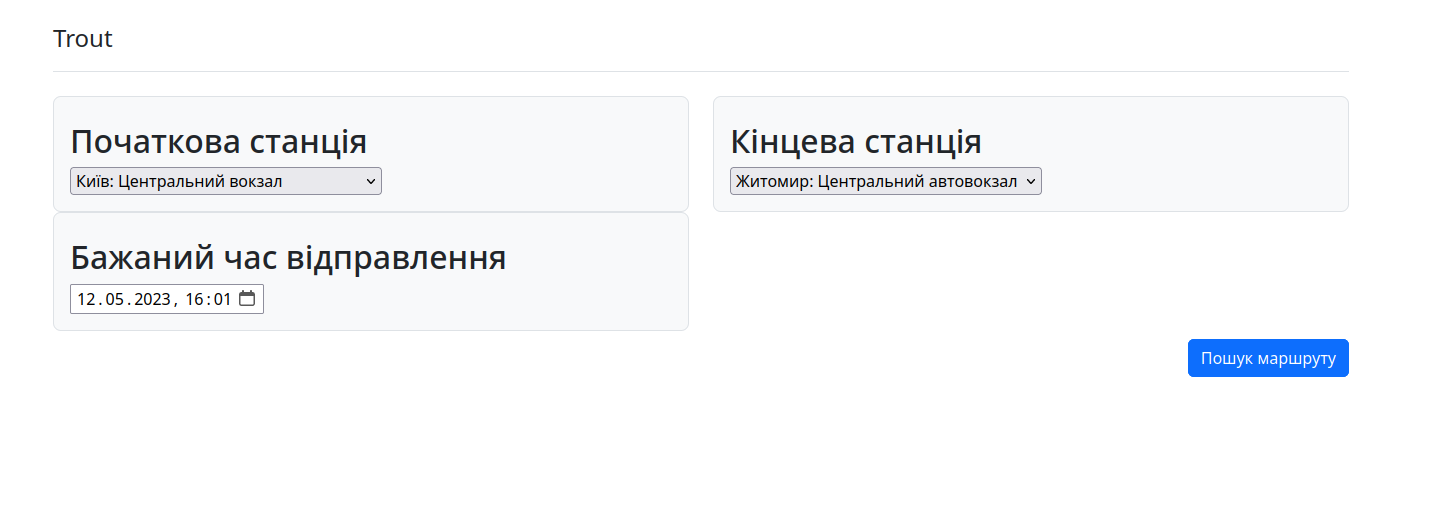 Trout
Початкова станція
Київ: Центральний вокзал
Кінцева станція
Житомир: Центральний автовокзал
Бажаний час відправлення
12.05.2023, 16:01
Пошук маршруту